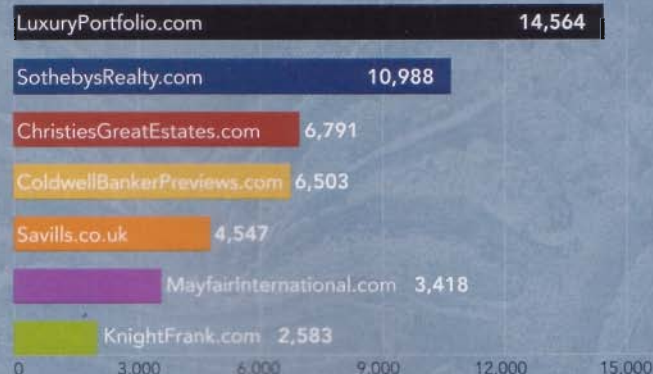 LuxuryPortfolio.com 14,564
SothebysRealty.com 10,988
ChristiesGreatEstates.com 6,791
ColdwellBankerPreviews.com 6,503
Savills.co.uk 4,547
MayfairInternational.com 3,418
KnightFrank.com 2,583
0 3,000 6,000 9,000 12,000 15,000